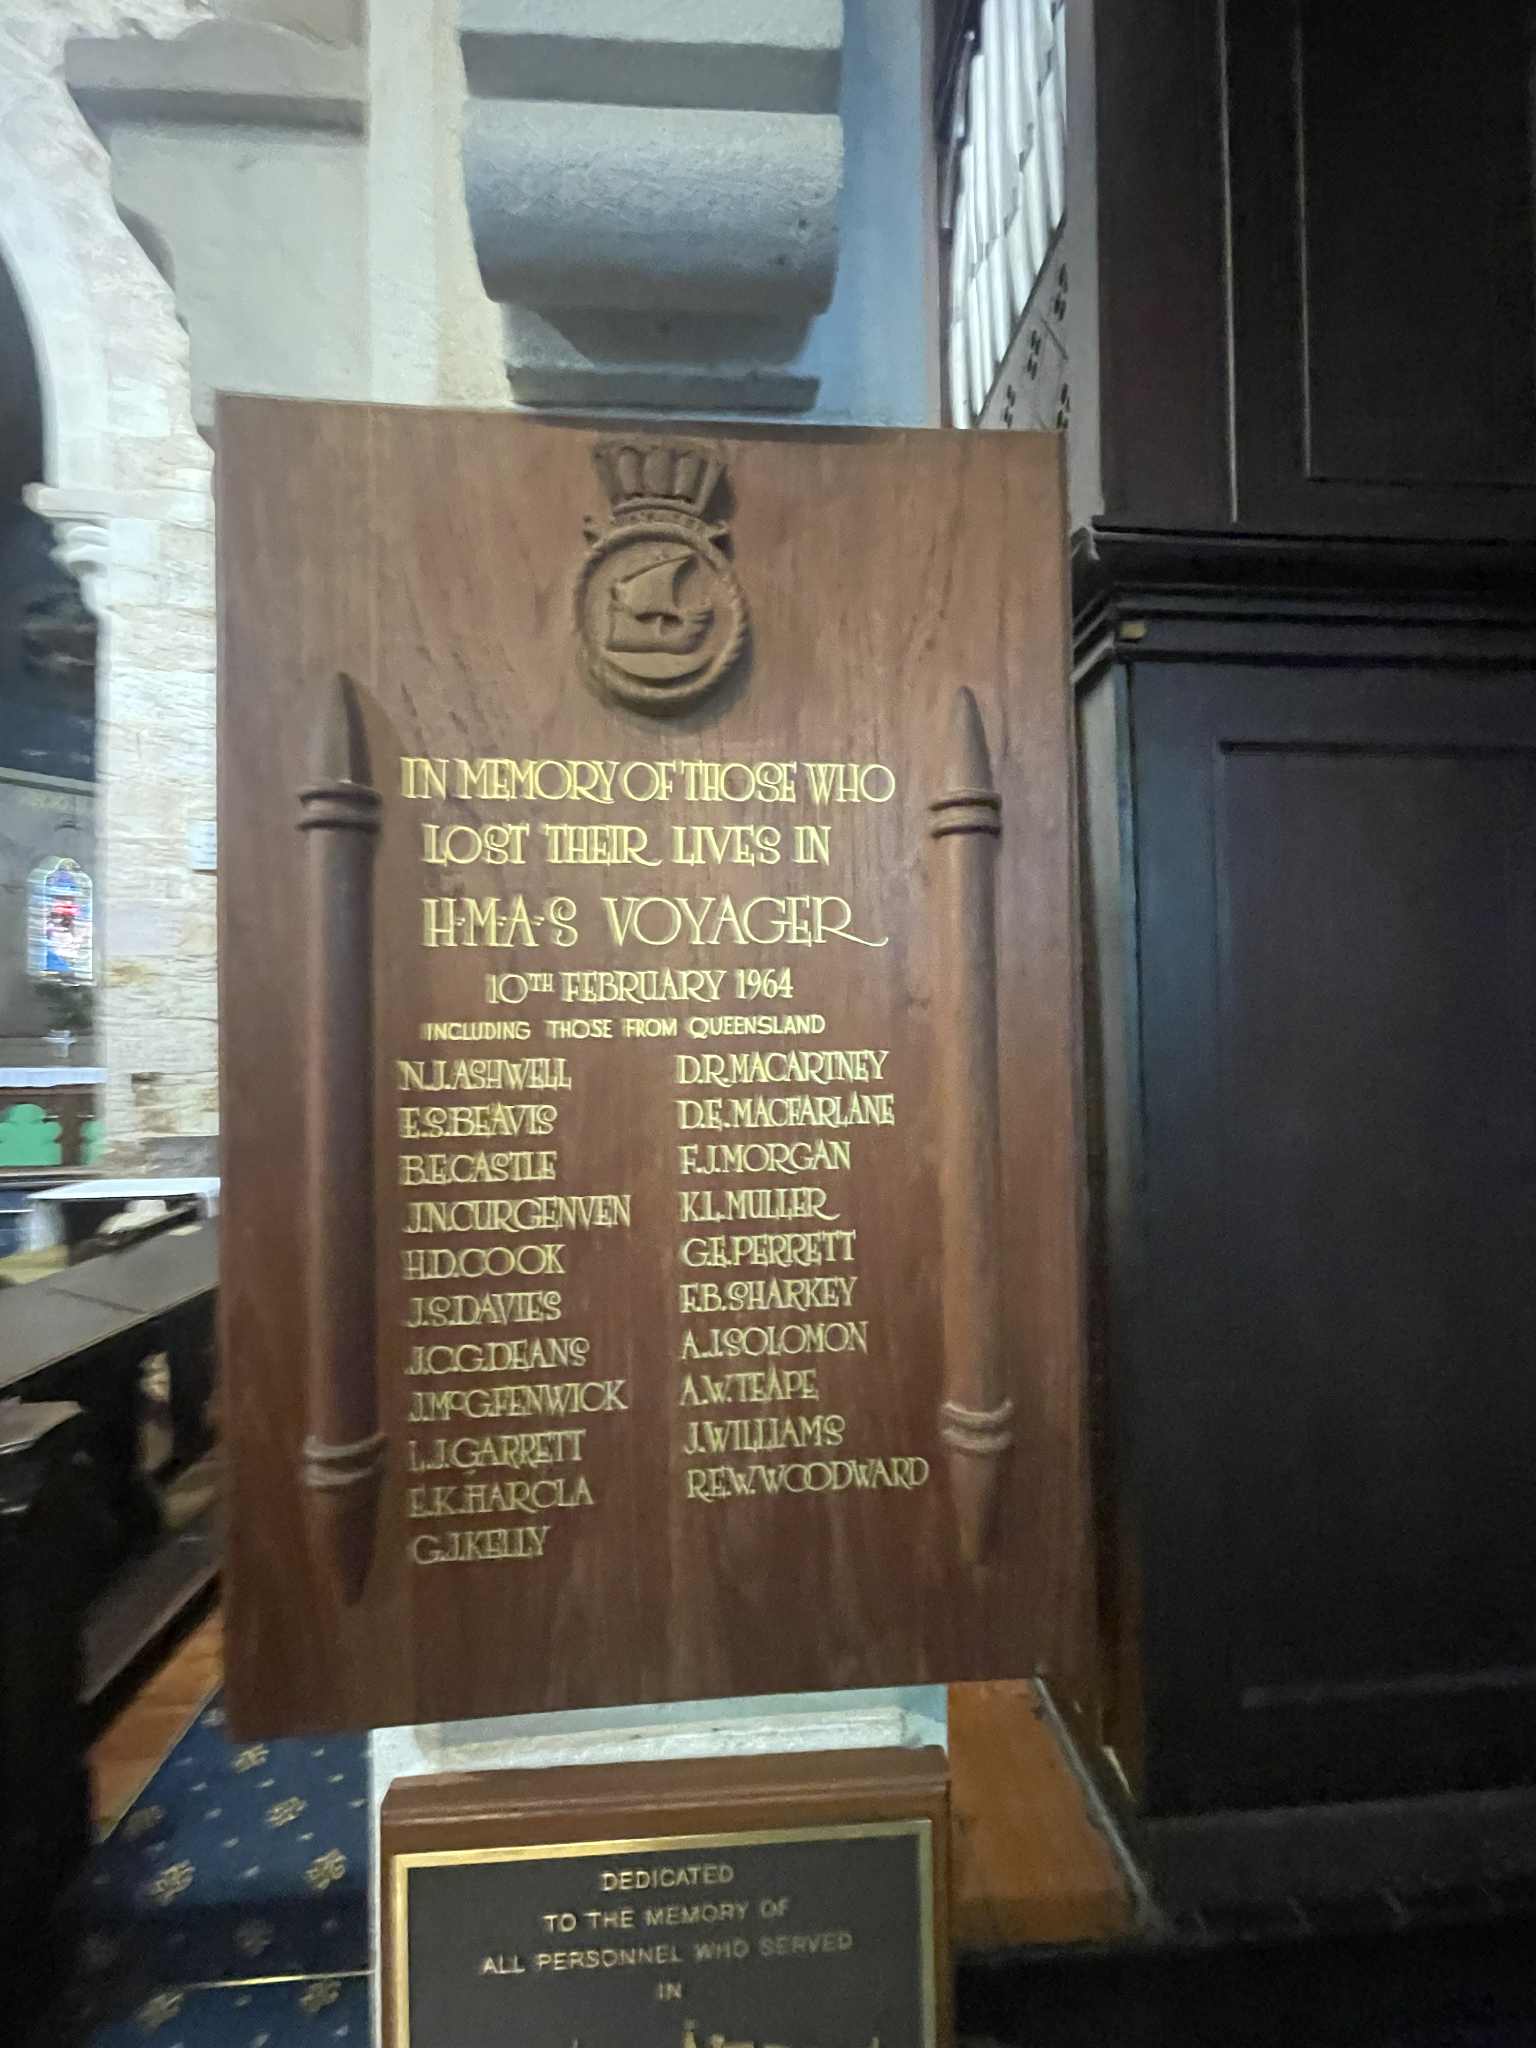 IN MEMORY OF THOSE WHO
LOST THEIR LIVES IN
H·M·A·S VOYAGER
10TH FEBRUARY 1964
INCLUDING THOSE FROM QUEENSLAND
N.J.ASHWELL
E.S.BEAVIS
B.E.CASTLE
J.N.CURGENVEN
H.D.COOK
J.S.DAVIES
J.C.G.DEANS
J.McG.FENWICK
L.J.GARRETT
E.K.HARCLA
G.J.KELLY
D.R.MACARTNEY
D.E.MACFARLANE
F.J.MORGAN
K.L.MULLER
G.E.PERRETT
F.B.SHARKEY
A.J.SOLOMON
A.W.TEAPE
J.WILLIAMS
R.E.W.WOODWARD
DEDICATED
TO THE MEMORY OF
ALL PERSONNEL WHO SERVED
IN